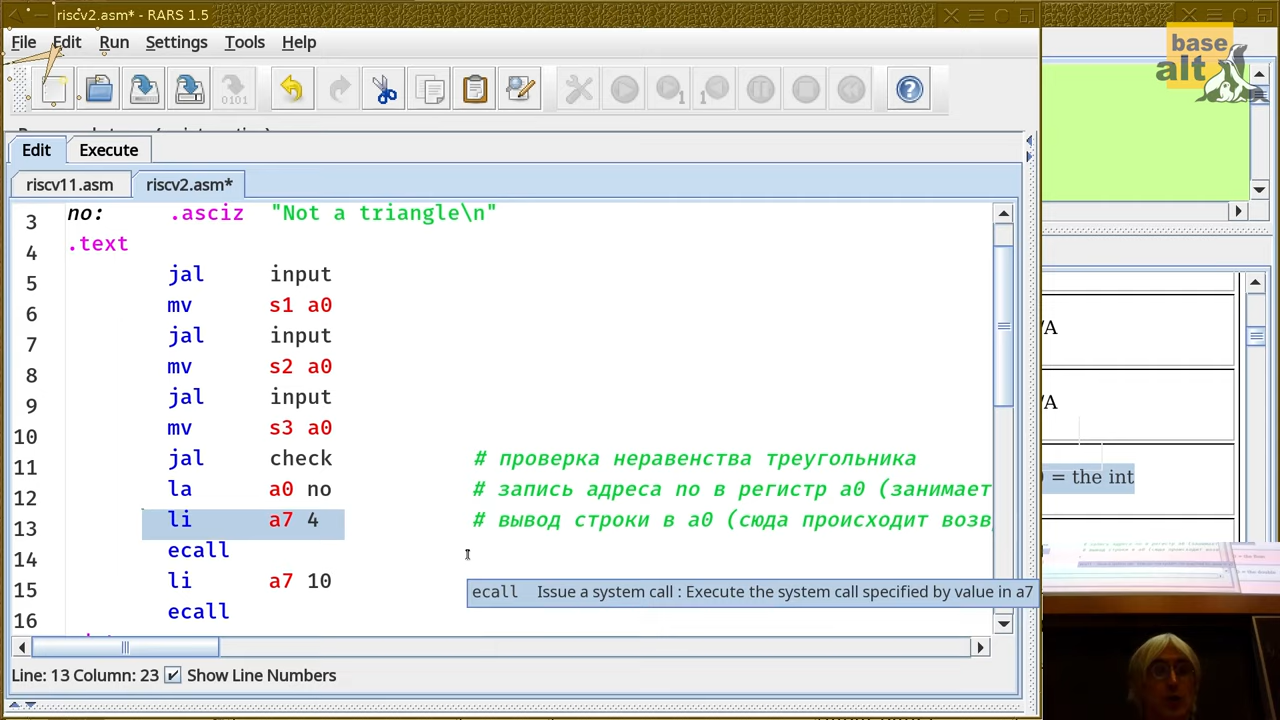 riscv2.asm* - RARS 1.5
File Edit Run Settings Tools Help
Edit Execute
riscv11.asm riscv2.asm*
3 no: .asciz "Not a triangle\n"
4 .text
5 jal input
6 mv s1 a0
7 jal input
8 mv s2 a0
9 jal input
10 mv s3 a0
11 jal check # проверка неравенства треугольника
12 la a0 no # запись адреса no в регистр a0 (занимает
13 li a7 4 # вывод строки в a0 (сюда происходит возв
14 ecall
15 li a7 10
ecall Issue a system call : Execute the system call specified by value in a7
16 ecall
Line: 13 Column: 23 Show Line Numbers
base
alt
/A
/A
= the int